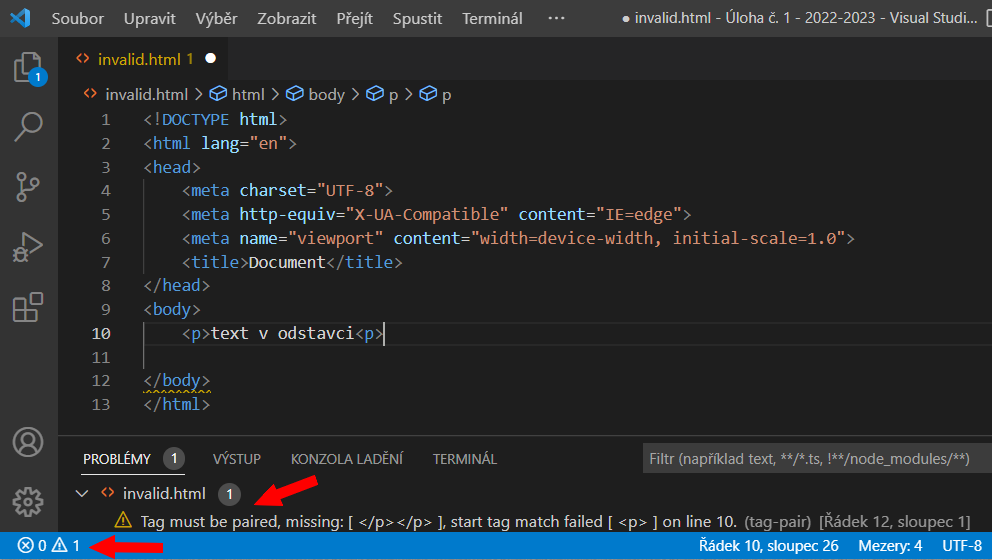 Soubor Upravit Výběr Zobrazit Přejít Spustit Terminál ··· ● invalid.html - Úloha č. 1 - 2022-2023 - Visual Studi...
<> invalid.html 1 ●
1
<> invalid.html > html > body > p > p
1 <!DOCTYPE html>
2 <html lang="en">
3 <head>
4 <meta charset="UTF-8">
5 <meta http-equiv="X-UA-Compatible" content="IE=edge">
6 <meta name="viewport" content="width=device-width, initial-scale=1.0">
7 <title>Document</title>
8 </head>
9 <body>
10 <p>text v odstavci<p>
11
12 </body>
13 </html>
PROBLÉMY 1 VÝSTUP KONZOLA LADĚNÍ TERMINÁL Filtr (například text, **/*.ts, !**/node_modules/**)
<> invalid.html 1
Tag must be paired, missing: [ </p></p> ], start tag match failed [ <p> ] on line 10. (tag-pair) [Řádek 12, sloupec 1]
0 1 Řádek 10, sloupec 26 Mezery: 4 UTF-8